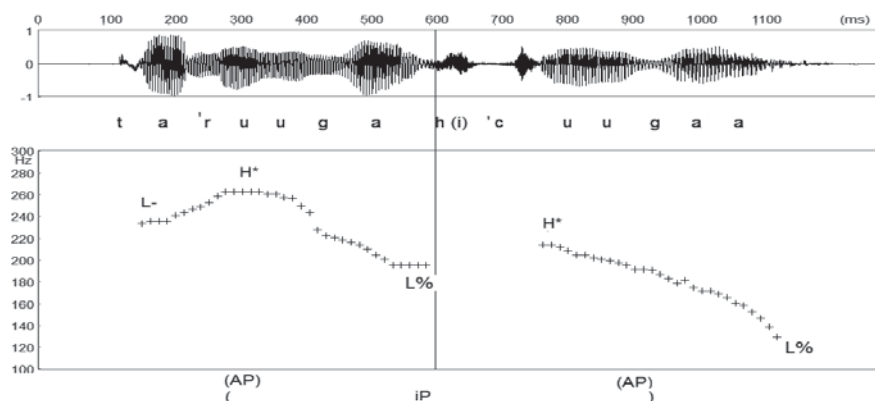 0 100 200 300 400 500 600 700 800 900 1000 1100 (ms)
1
0
-1
t a 'r u u g a h (i) 'c u u g a a
300
Hz
280
260
240
220
200
180
160
140
120
100
H*
L-
L%
H*
L%
(AP) (AP)
( iP )